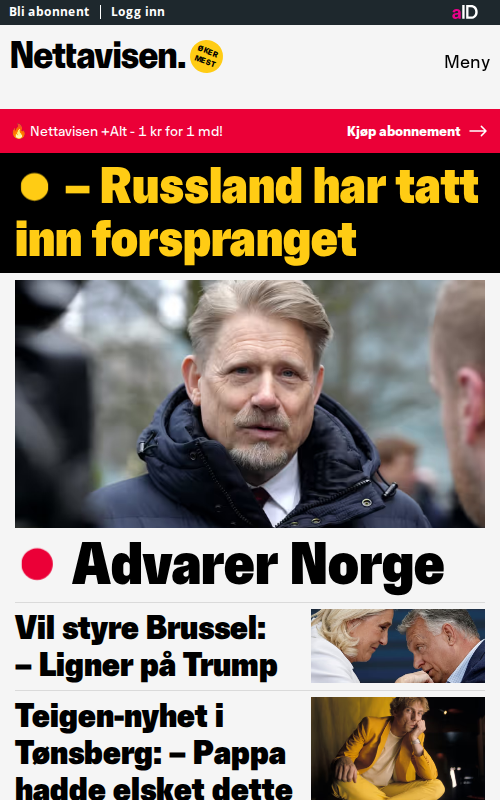 Bli abonnent | Logg inn
aID
Nettavisen.
ØKER
MEST
Meny
Nettavisen +Alt - 1 kr for 1 md!
Kjøp abonnement →
– Russland har tatt
inn forspranget
Advarer Norge
Vil styre Brussel:
– Ligner på Trump
Teigen-nyhet i
Tønsberg: – Pappa
hadde elsket dette